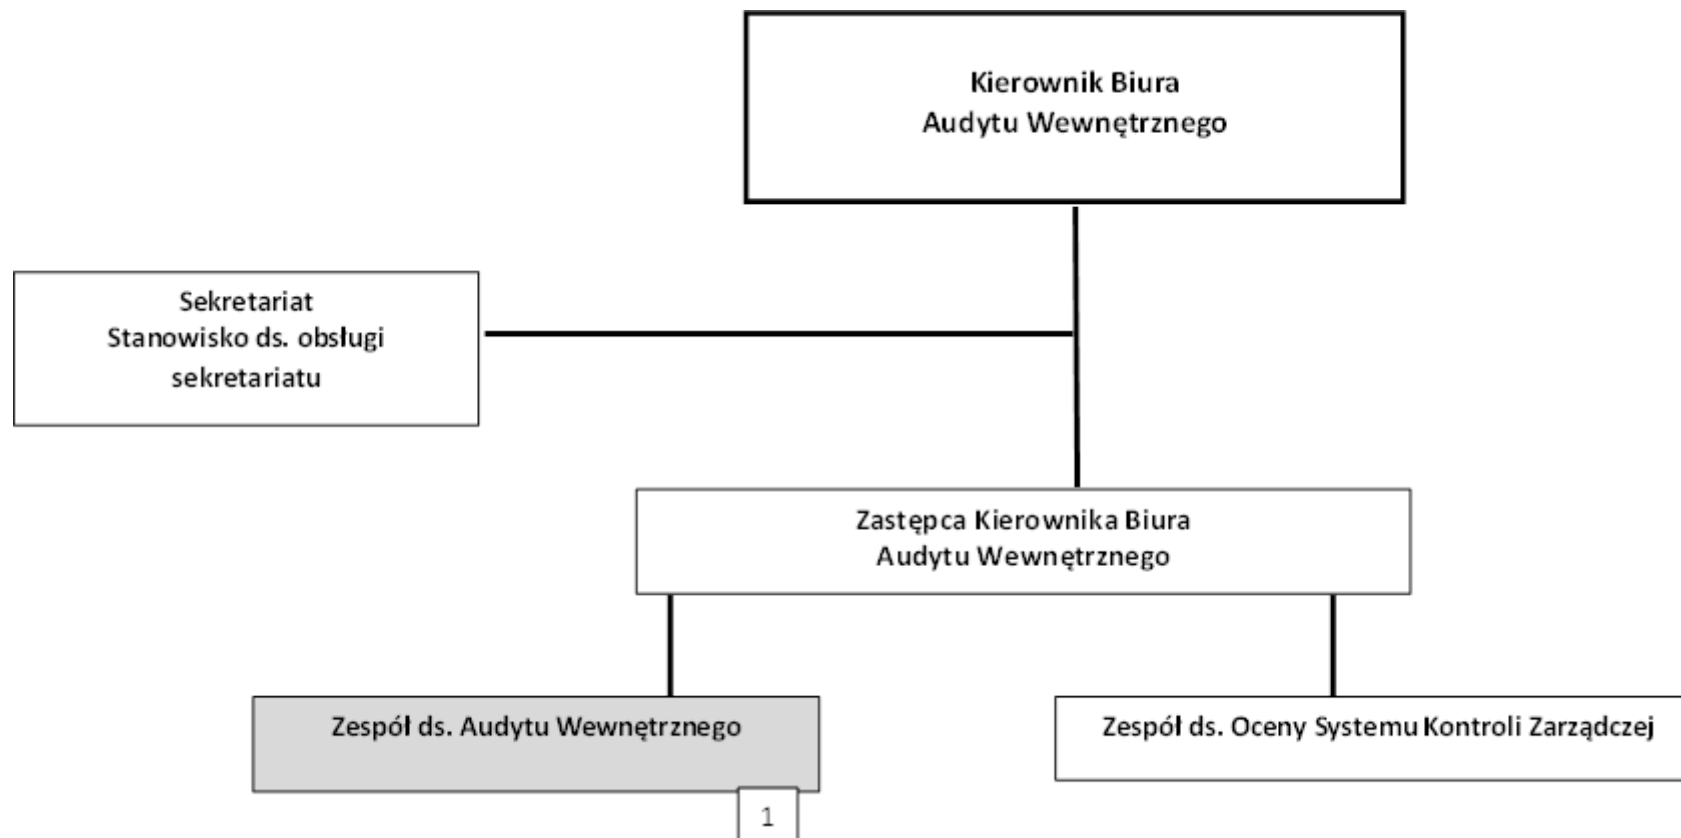 Kierownik Biura
Audytu Wewnętrznego
Sekretariat
Stanowisko ds. obsługi
sekretariatu
Zastępca Kierownika Biura
Audytu Wewnętrznego
Zespół ds. Audytu Wewnętrznego
Zespół ds. Oceny Systemu Kontroli Zarządczej
1